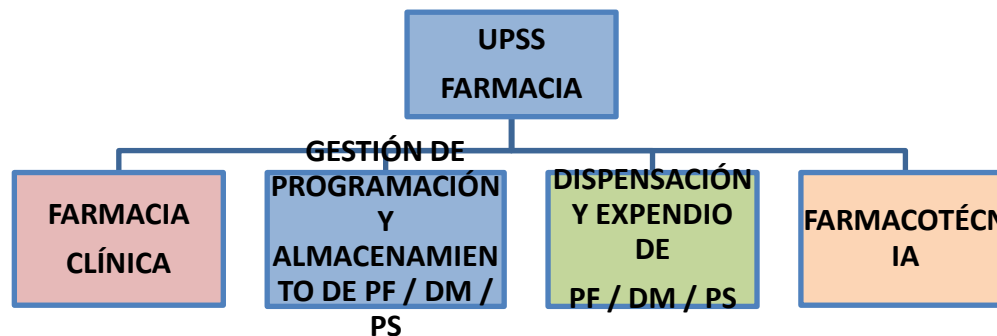 UPSS
FARMACIA
FARMACIA
CLÍNICA
GESTIÓN DE
PROGRAMACIÓN
Y
ALMACENAMIEN
TO DE PF / DM /
PS
DISPENSACIÓN
Y EXPENDIO
DE
PF / DM / PS
FARMACOTÉCN
IA